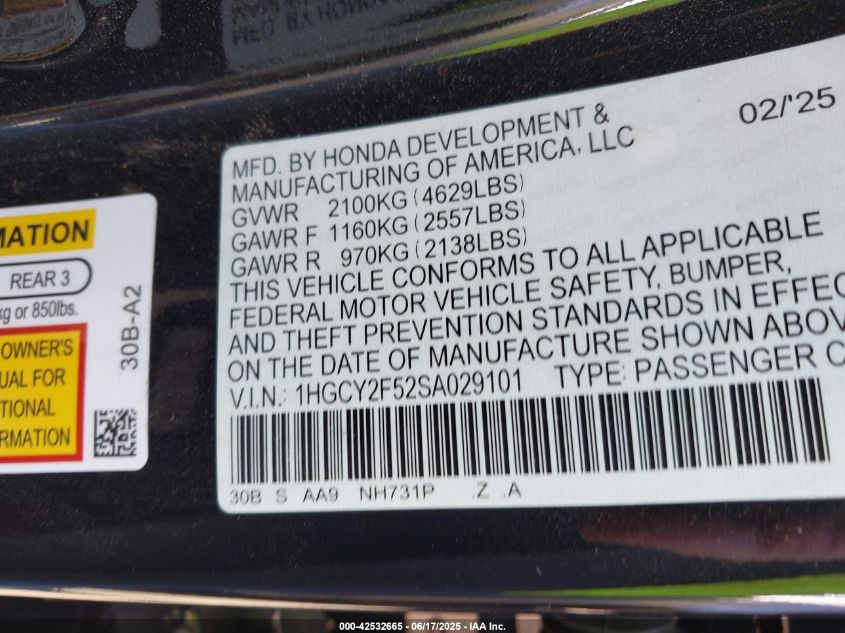 02/'25
MFD. BY HONDA DEVELOPMENT &
MANUFACTURING OF AMERICA, LLC
GVWR 2100KG (4629LBS)
GAWR F 1160KG (2557LBS)
GAWR R 970KG (2138LBS)
THIS VEHICLE CONFORMS TO ALL APPLICABLE
FEDERAL MOTOR VEHICLE SAFETY, BUMPER,
AND THEFT PREVENTION STANDARDS IN EFFEC
ON THE DATE OF MANUFACTURE SHOWN ABOV
V.I.N.: 1HGCY2F52SA029101 TYPE: PASSENGER C
30B S AA9 NH731P .Z .A
MATION
REAR 3
kg or 850lbs.
OWNER'S
UAL FOR
TIONAL
ORMATION
30B-A2
000-42532665 - 06/17/2025 - IAA Inc.